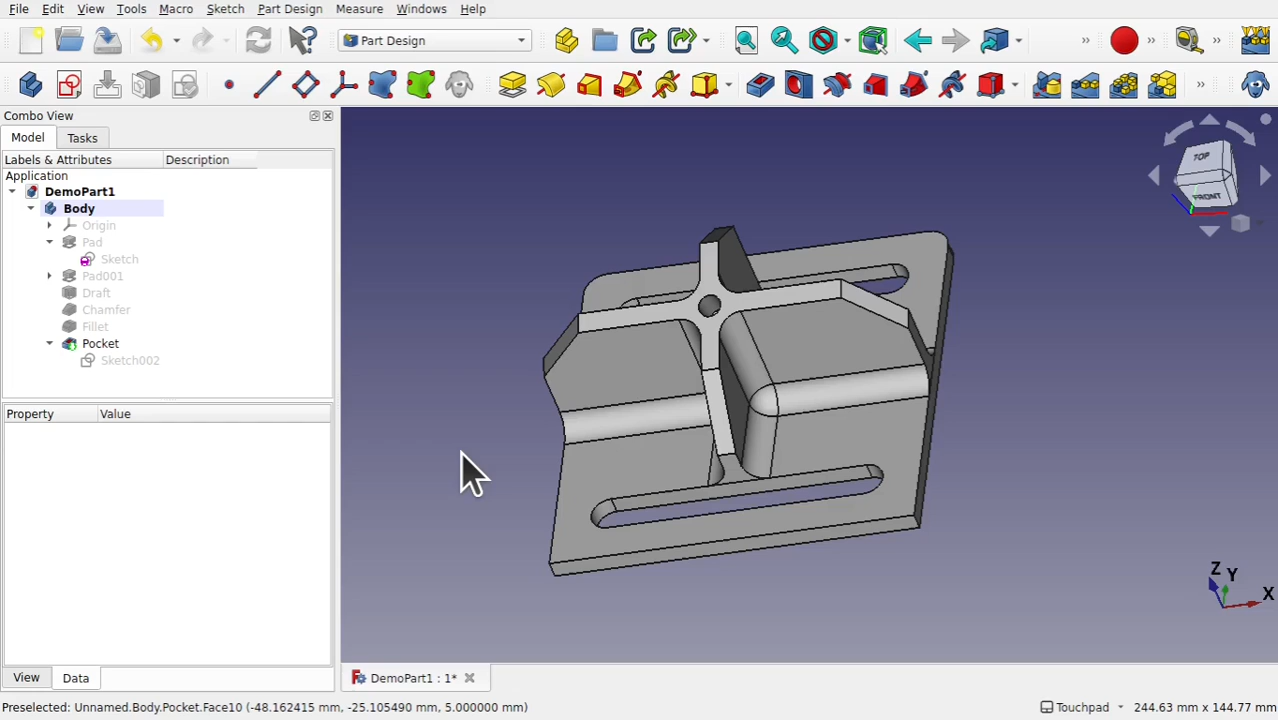 File Edit View Tools Macro Sketch Part Design Measure Windows Help
Part Design
Combo View
Model Tasks
Labels & Attributes Description
Application
DemoPart1
Body
Origin
Pad
Sketch
Pad001
Draft
Chamfer
Fillet
Pocket
Sketch002
Property Value
View Data
TOP
FRONT
Z Y
X
DemoPart1 : 1*
Preselected: Unnamed.Body.Pocket.Face10 (-48.162415 mm, -25.105490 mm, 5.000000 mm)
Touchpad 244.63 mm x 144.77 mm